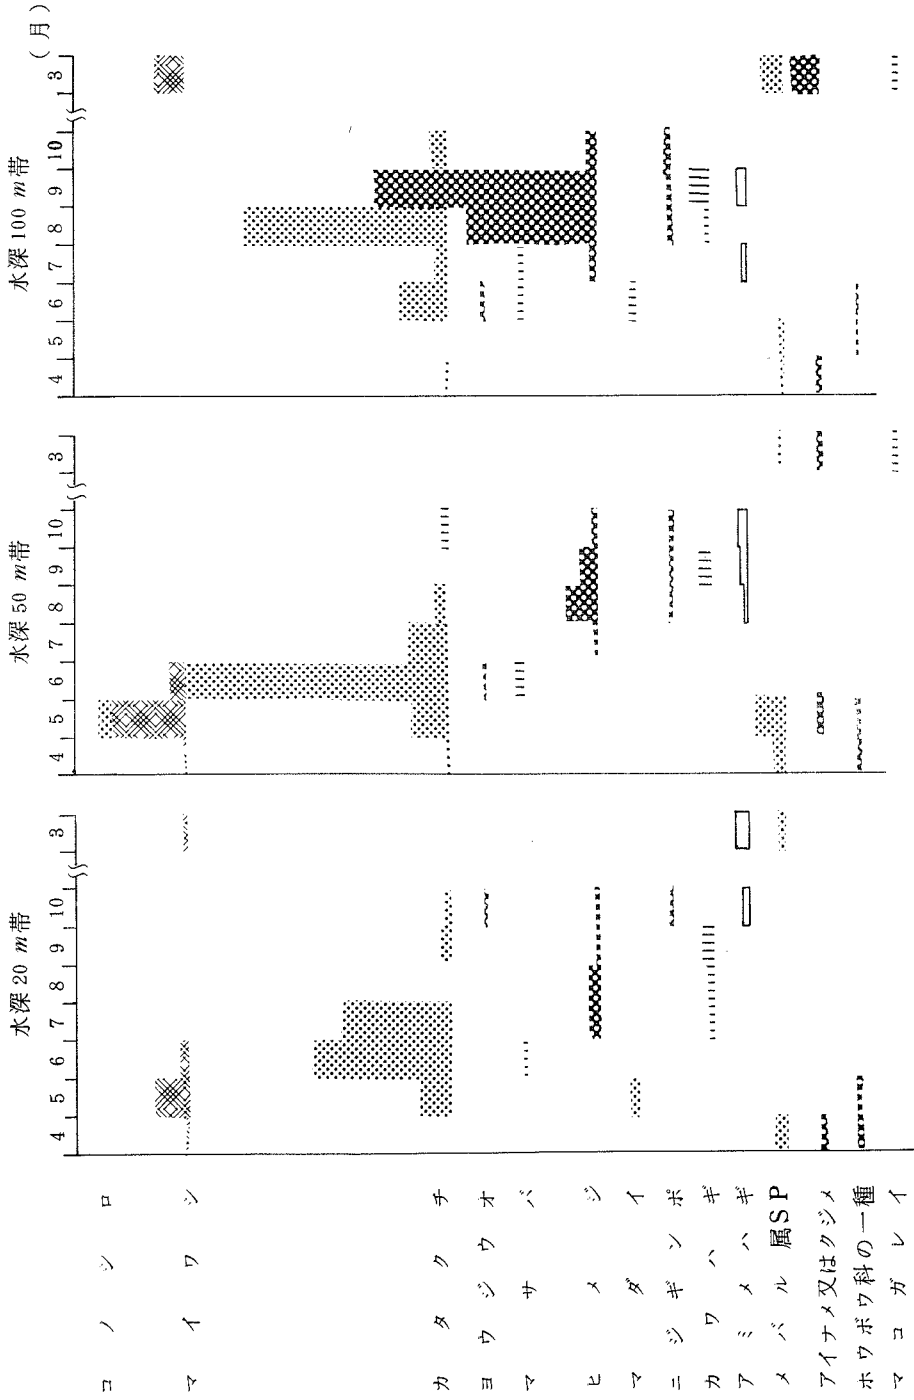 （月）
水深 20 m帯
4 5 6 7 8 9 10 3
水深 50 m帯
4 5 6 7 8 9 10 3
水深 100 m帯
4 5 6 7 8 9 10 1 3
コノシロ
マイワシ
カタクチ
ヨウジウオ
マサバ
ヒメジ
マダイ
ニジギンポ
カワハギ
アミメハギ
メバル属SP
アイナメ又はクジメ
ホウボウ科の一種
マコガレイ